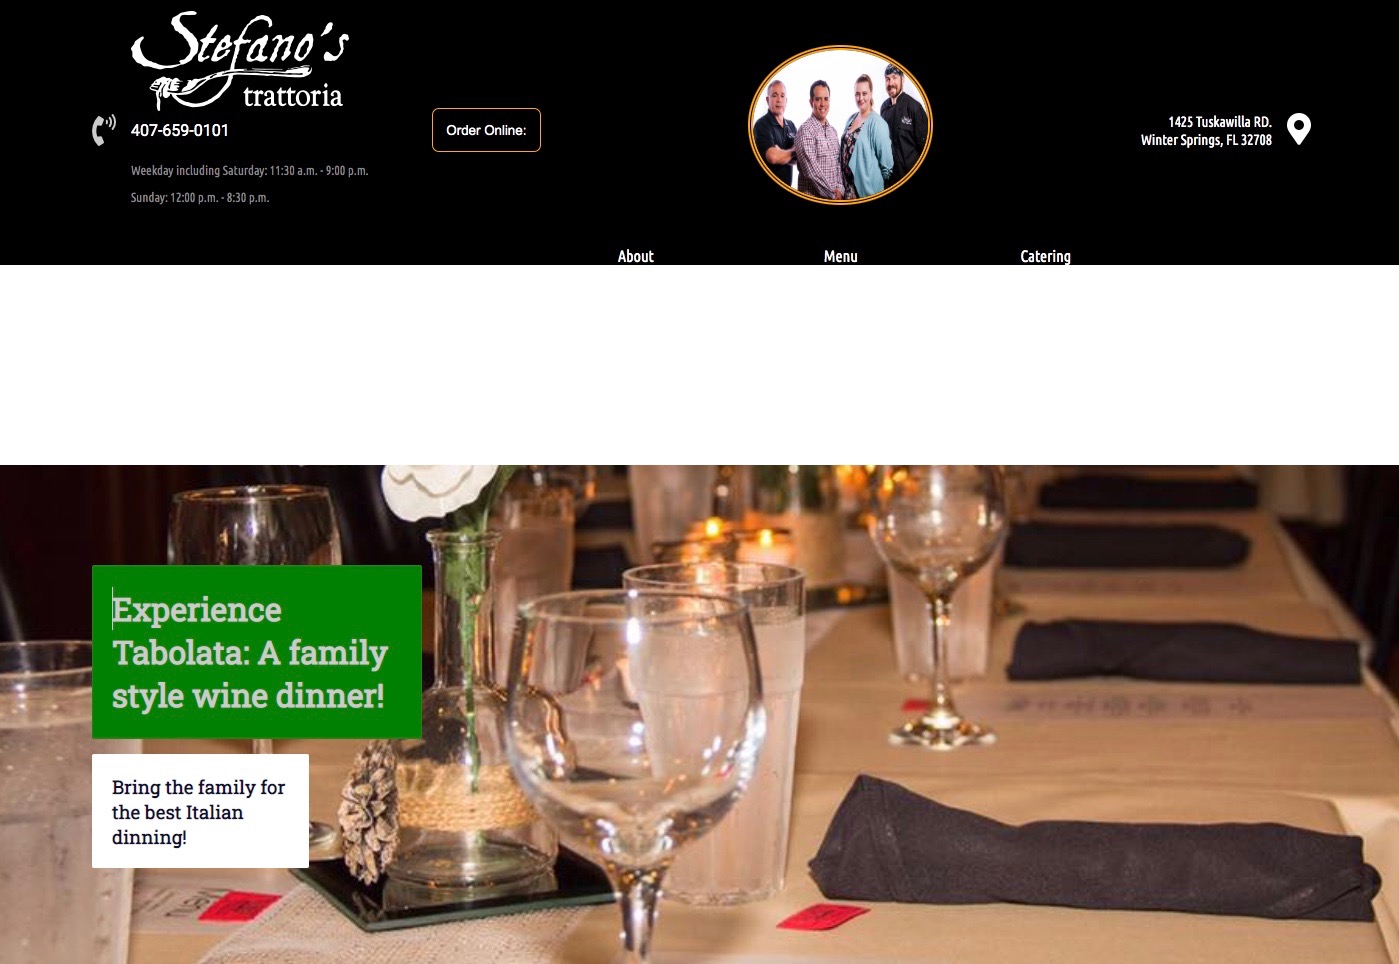 Stefano's
trattoria
407-659-0101
Weekday including Saturday: 11:30 a.m. - 9:00 p.m.
Sunday: 12:00 p.m. - 8:30 p.m.
Order Online:
1425 Tuskawilla RD.
Winter Springs, FL 32708
About
Menu
Catering
Experience
Tabolata: A family
style wine dinner!
Bring the family for
the best Italian
dinning!